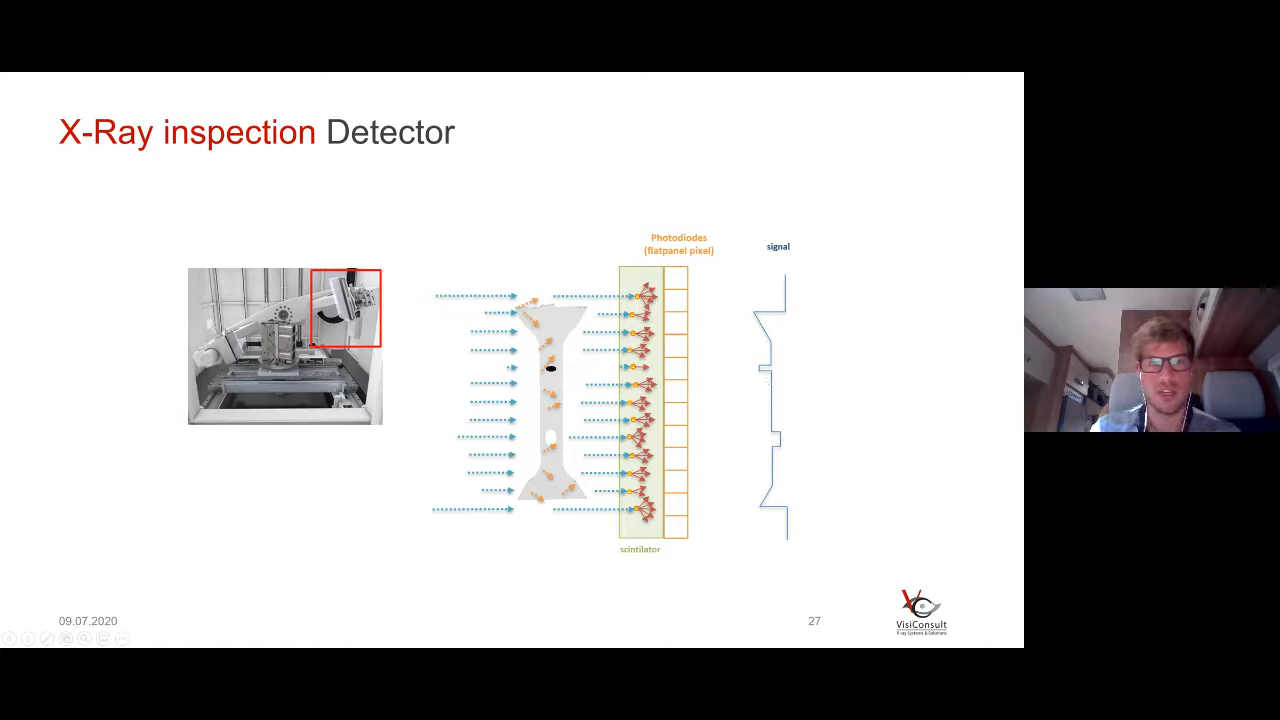 X-Ray inspection Detector
Photodiodes
(flatpanel pixel)
signal
scintilator
09.07.2020
27
VisiConsult
X-ray Systems & Solutions